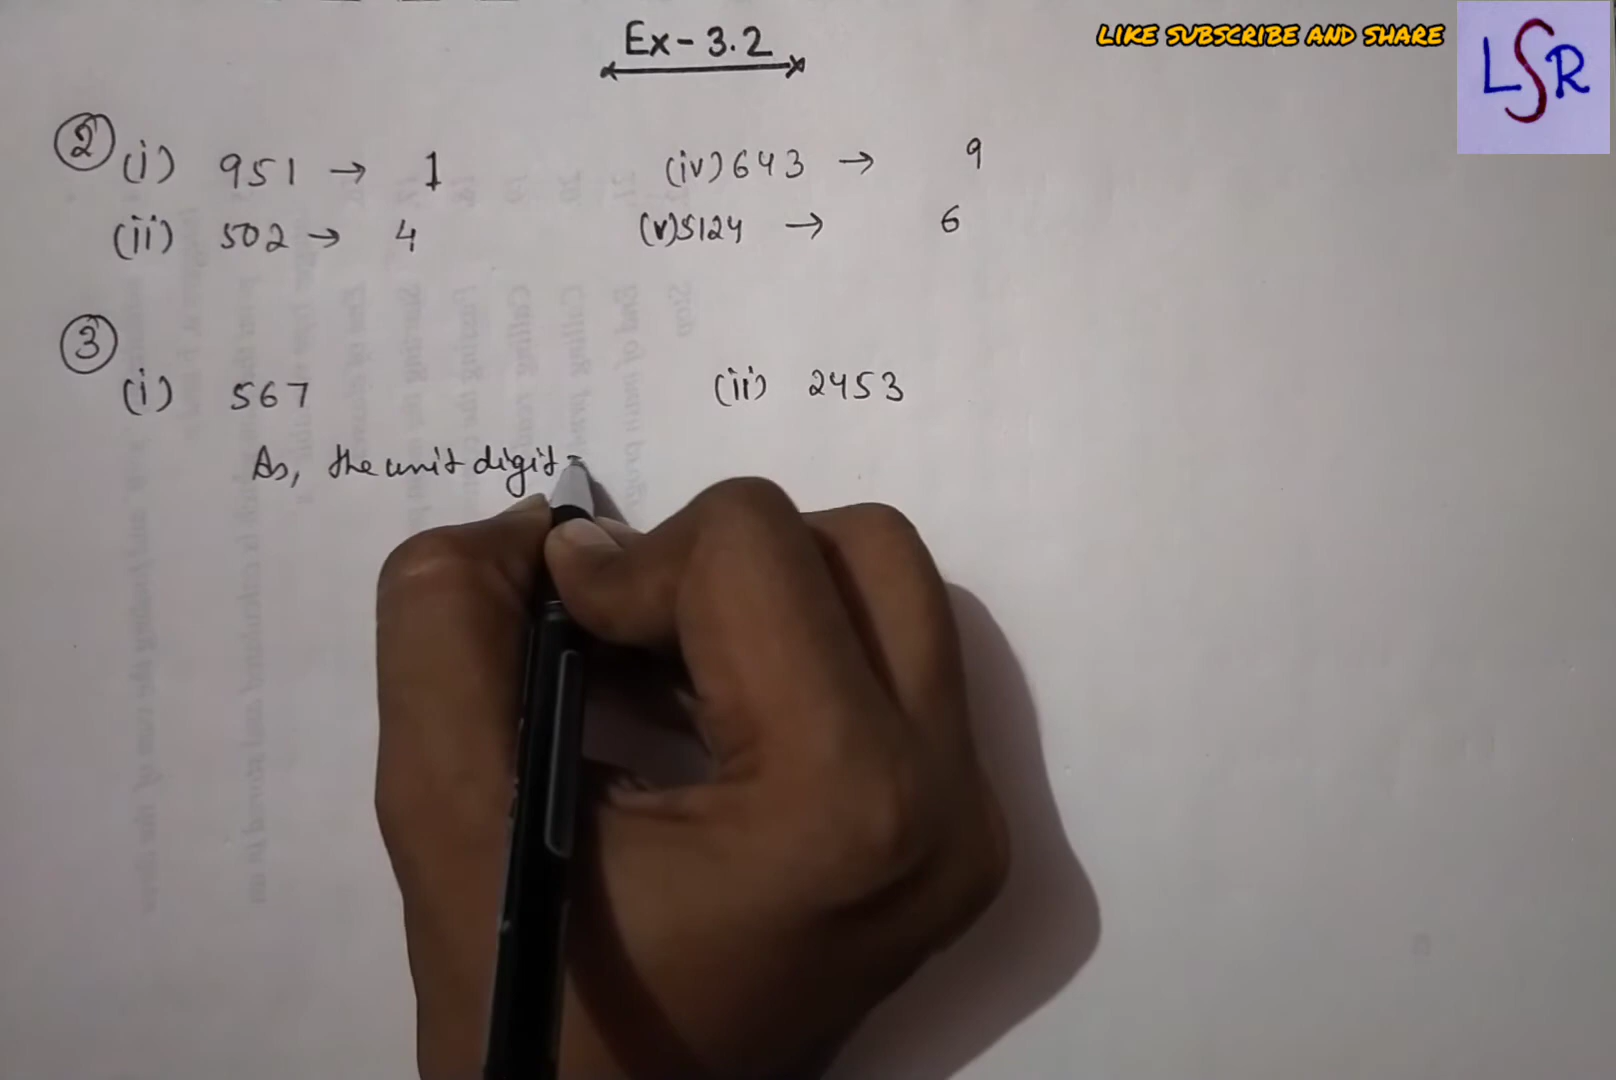 Ex-3.2
LIKE SUBSCRIBE AND SHARE
LSR
2 (i) 951 → 1 (iv) 643 → 9
(ii) 502 → 4 (v) 5124 → 6
3
(i) 567 (ii) 2453
As, the unit digit